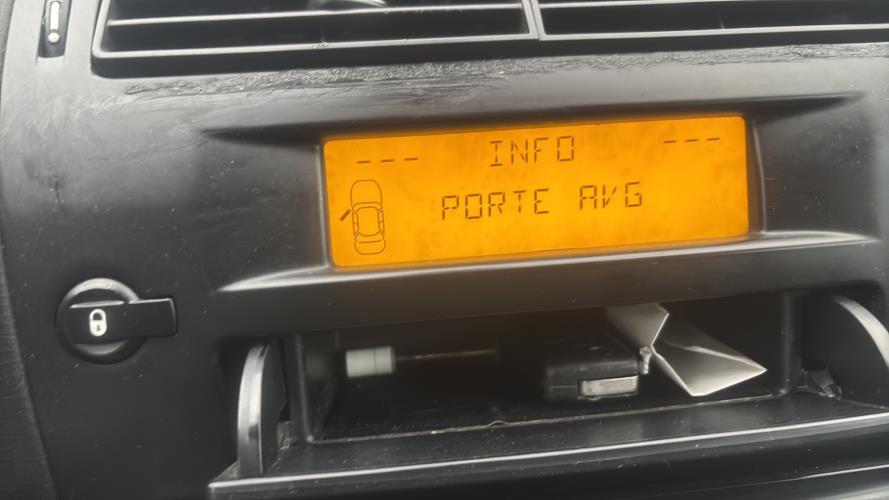 --- INFO ---
PORTE AVG